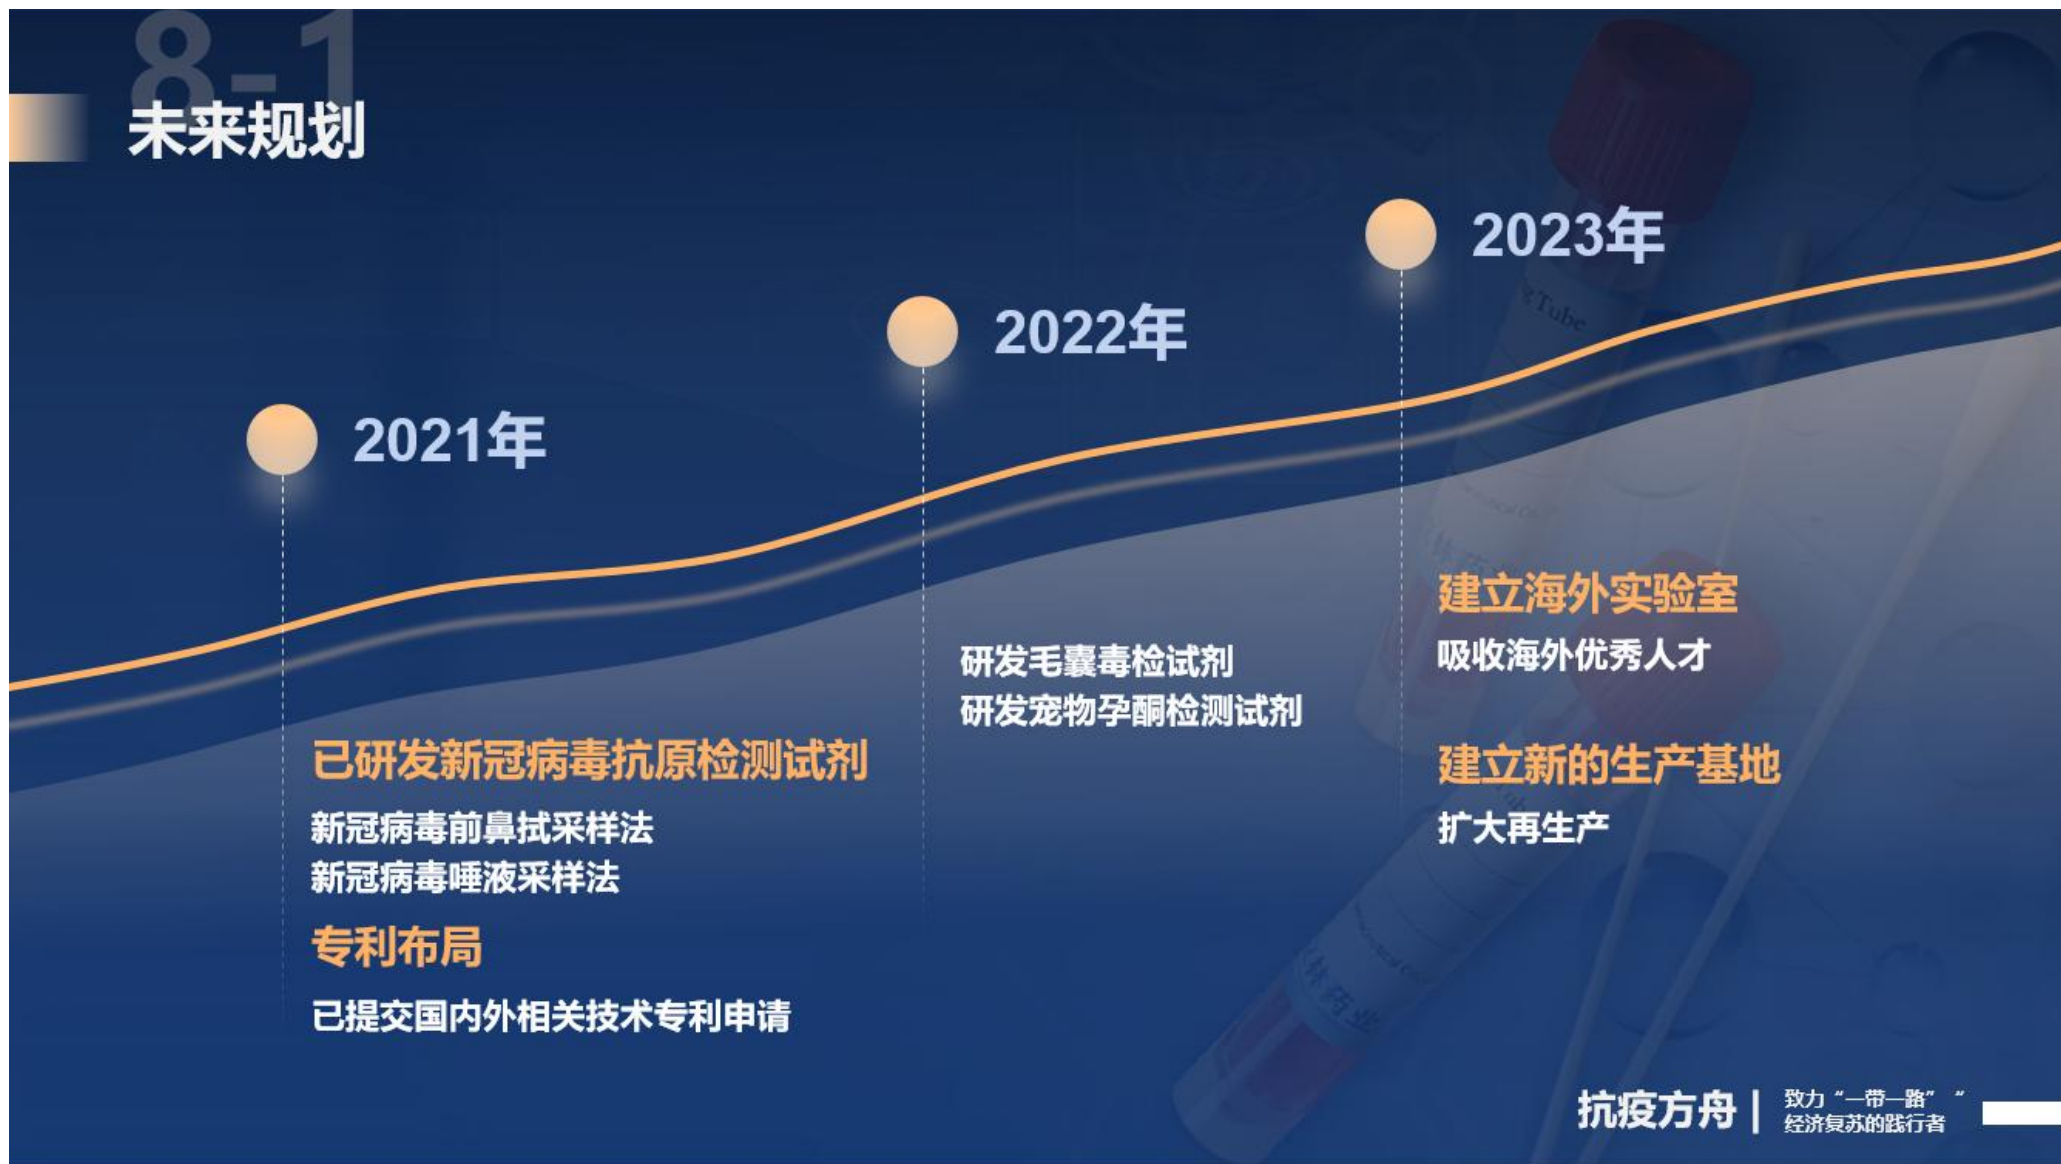 8-1
未来规划
2021年
已研发新冠病毒抗原检测试剂
新冠病毒前鼻拭采样法
新冠病毒唾液采样法
专利布局
已提交国内外相关技术专利申请
2022年
研发毛囊毒检试剂
研发宠物孕酮检测试剂
2023年
建立海外实验室
吸收海外优秀人才
建立新的生产基地
扩大再生产
抗疫方舟
致力“一带一路”“
经济复苏的践行者